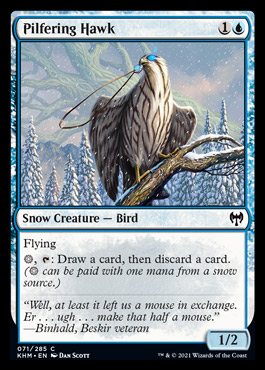 Pilfering Hawk 1
Snow Creature — Bird
Flying
, : Draw a card, then discard a card.
( can be paid with one mana from a snow
source.)
“Well, at least it left us a mouse in exchange.
Er . . . ugh . . . make that half a mouse.”
—Binhald, Beskir veteran
1/2
071/285 C
KHM • EN Dan Scott
™ & © 2021 Wizards of the Coast